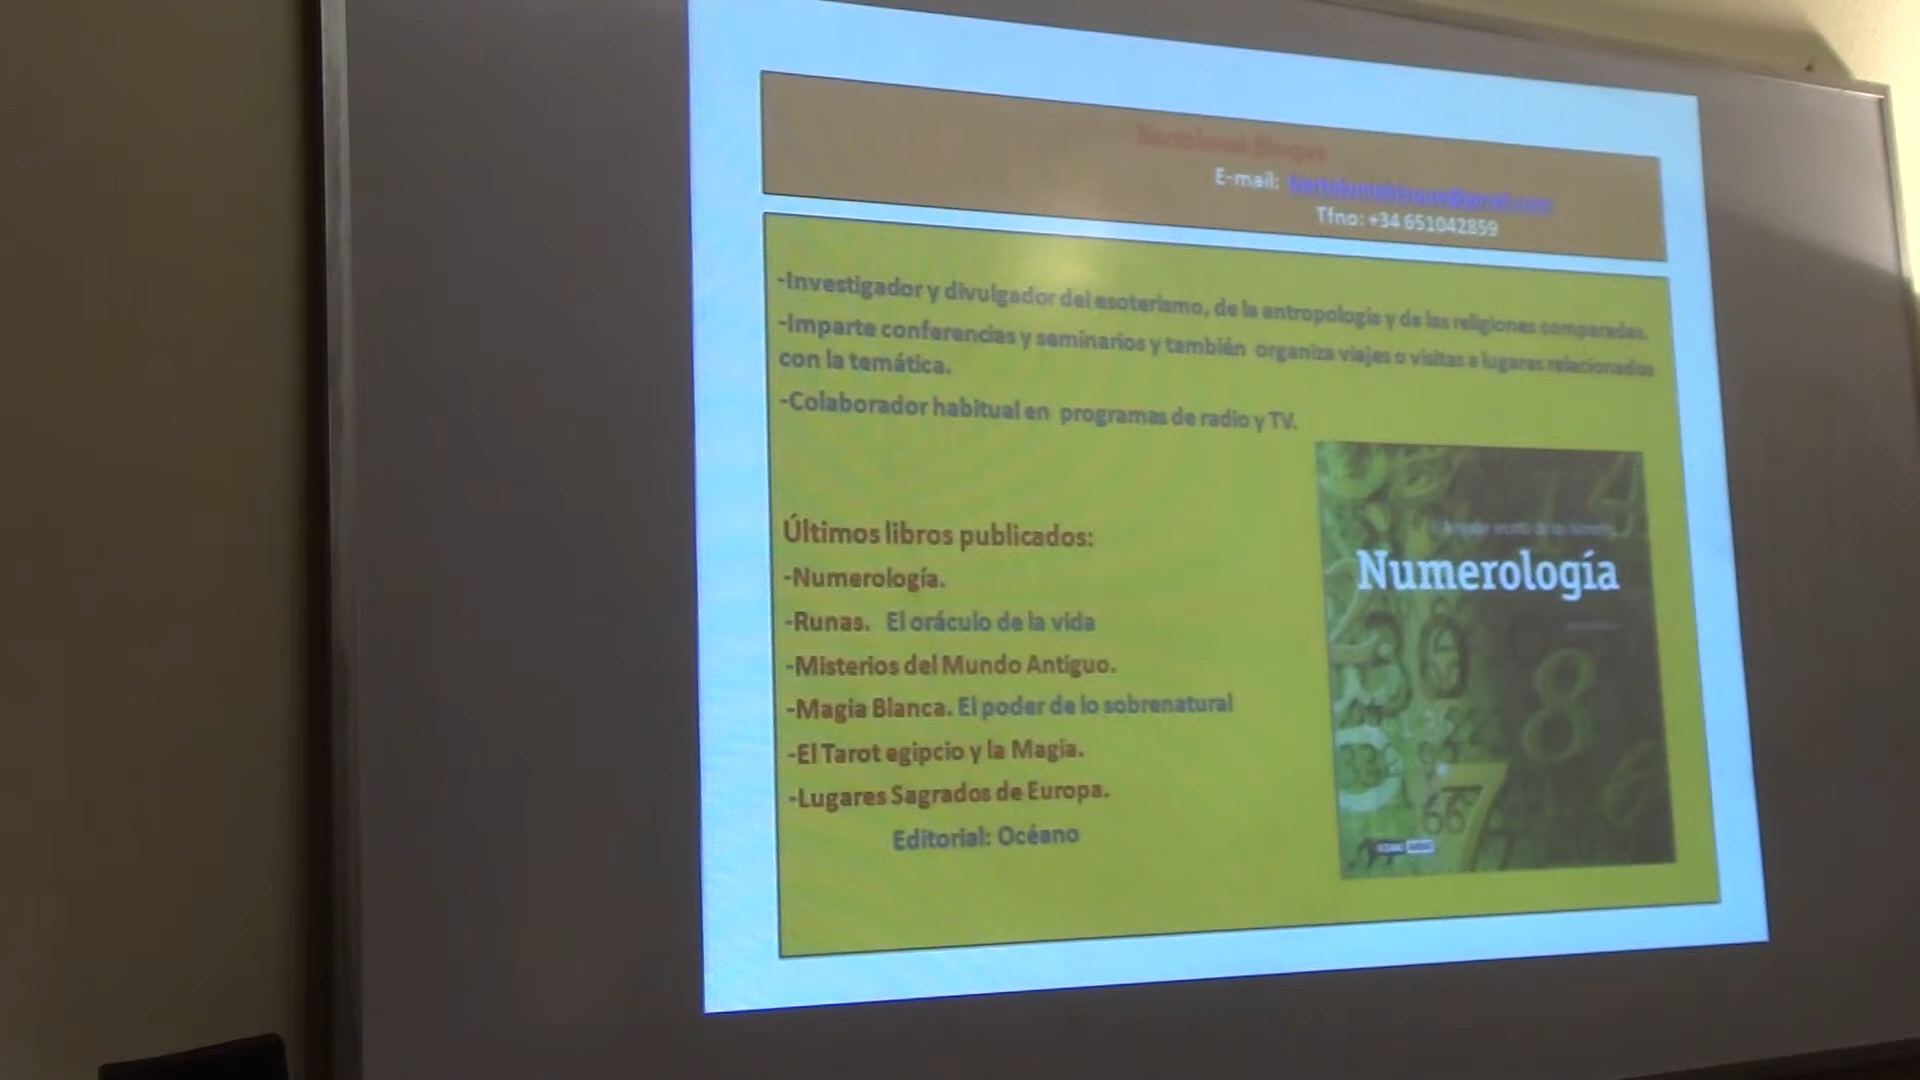 Bartolomé Bioque
E-mail:
Tfno: +34 651042859
-Investigador y divulgador del esoterismo, de la antropología y de las religiones comparadas.
-Imparte conferencias y seminarios y también organiza viajes o visitas a lugares relacionados
con la temática.
-Colaborador habitual en programas de radio y TV.
Últimos libros publicados:
-Numerología.
-Runas. El oráculo de la vida
-Misterios del Mundo Antiguo.
-Magia Blanca. El poder de lo sobrenatural
-El Tarot egipcio y la Magia.
-Lugares Sagrados de Europa.
Editorial: Océano
Numerología